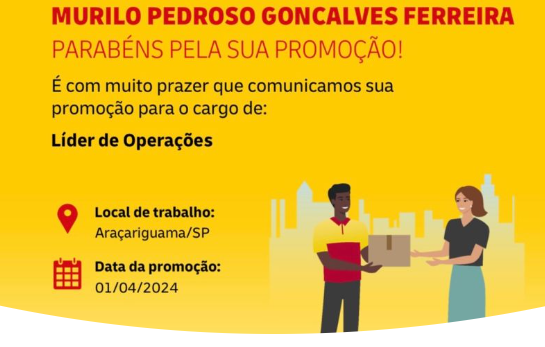 MURILO PEDROSO GONCALVES FERREIRA
PARABÉNS PELA SUA PROMOÇÃO!
É com muito prazer que comunicamos sua
promoção para o cargo de:
Líder de Operações
Local de trabalho:
Araçariguama/SP
Data da promoção:
01/04/2024